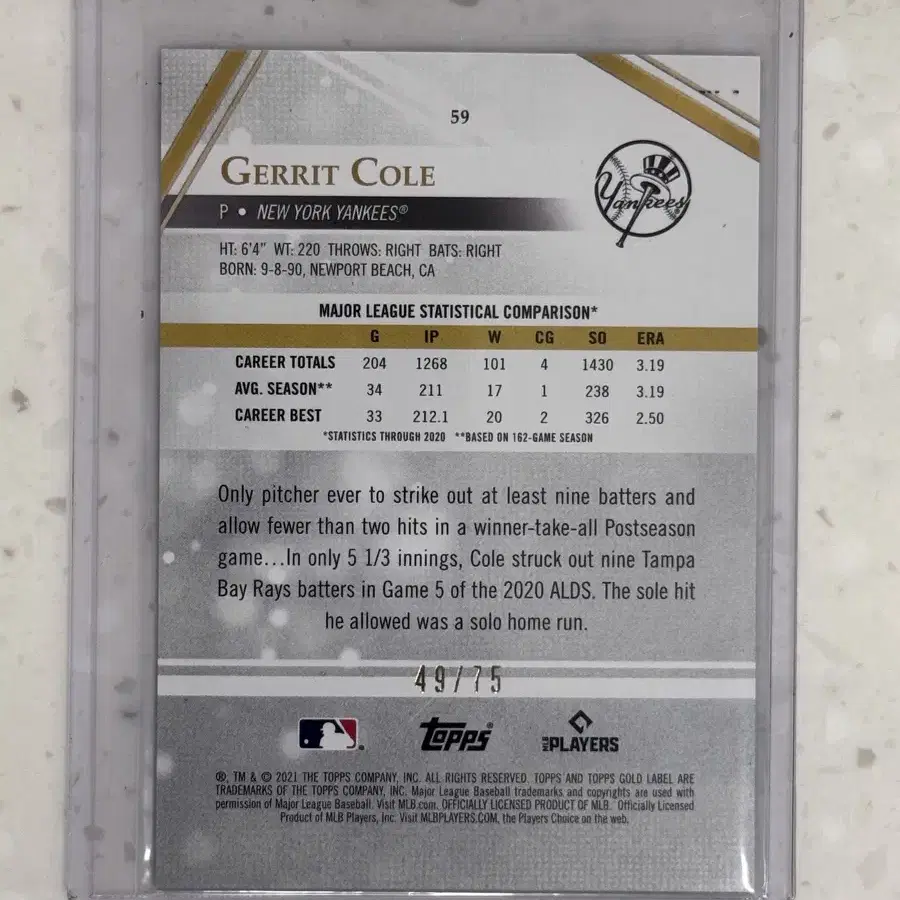 59
GERRIT COLE
Yankees
P • NEW YORK YANKEES®
HT: 6'4" WT: 220 THROWS: RIGHT BATS: RIGHT
BORN: 9-8-90, NEWPORT BEACH, CA
MAJOR LEAGUE STATISTICAL COMPARISON*
G IP W CG SO ERA
CAREER TOTALS 204 1268 101 4 1430 3.19
AVG. SEASON** 34 211 17 1 238 3.19
CAREER BEST 33 212.1 20 2 326 2.50
*STATISTICS THROUGH 2020 **BASED ON 162-GAME SEASON
Only pitcher ever to strike out at least nine batters and
allow fewer than two hits in a winner-take-all Postseason
game...In only 5 1/3 innings, Cole struck out nine Tampa
Bay Rays batters in Game 5 of the 2020 ALDS. The sole hit
he allowed was a solo home run.
49/75
Topps® MLB PLAYERS
®, TM & © 2021 THE TOPPS COMPANY, INC. ALL RIGHTS RESERVED. TOPPS AND TOPPS GOLD LABEL ARE
TRADEMARKS OF THE TOPPS COMPANY, INC. Major League Baseball trademarks and copyrights are used with
permission of Major League Baseball. Visit MLB.com. OFFICIALLY LICENSED PRODUCT OF MLB. Officially Licensed
Product of MLB Players, Inc. Visit MLBPLAYERS.COM, the Players Choice on the web.